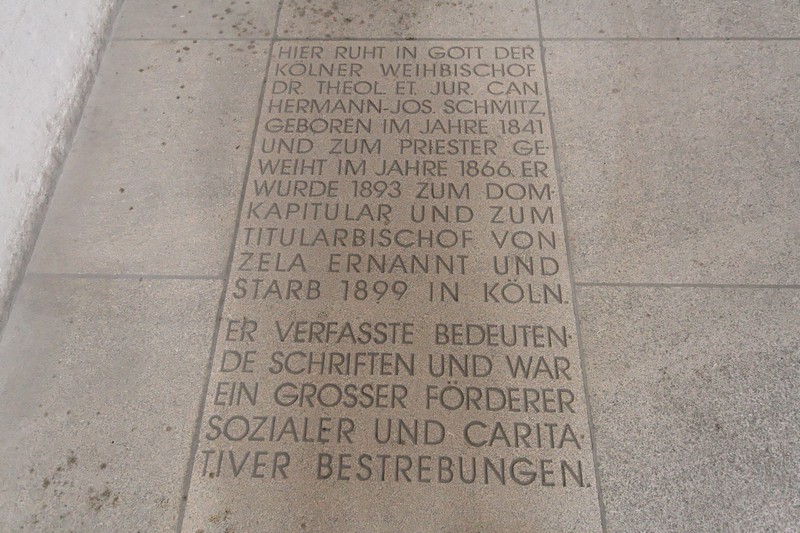 HIER RUHT IN GOTT DER
KÖLNER WEIHBISCHOF
DR. THEOL. ET. JUR. CAN.
HERMANN-JOS. SCHMITZ,
GEBOREN IM JAHRE 1841
UND ZUM PRIESTER GE-
WEIHT IM JAHRE 1866. ER
WURDE 1893 ZUM DOM-
KAPITULAR UND ZUM
TITULARBISCHOF VON
ZELA ERNANNT UND
STARB 1899 IN KÖLN.
ER VERFASSTE BEDEUTEN-
DE SCHRIFTEN UND WAR
EIN GROSSER FÖRDERER
SOZIALER UND CARITA-
TIVER BESTREBUNGEN.